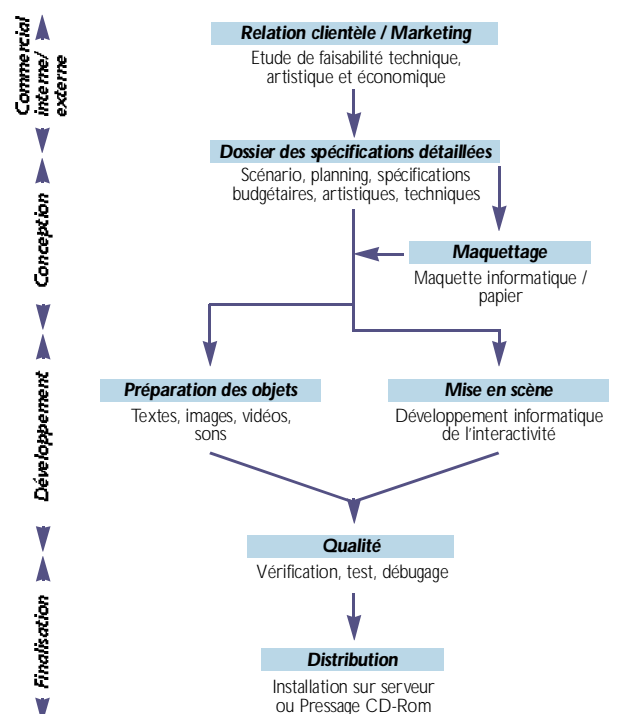 Commercial
interne/
externe
Relation clientèle / Marketing
Etude de faisabilité technique,
artistique et économique
Conception
Dossier des spécifications détaillées
Scénario, planning, spécifications
budgétaires, artistiques, techniques
Maquettage
Maquette informatique /
papier
Développement
Préparation des objets
Textes, images, vidéos,
sons
Mise en scène
Développement informatique
de l'interactivité
Finalisation
Qualité
Vérification, test, débugage
Distribution
Installation sur serveur
ou Pressage CD-Rom